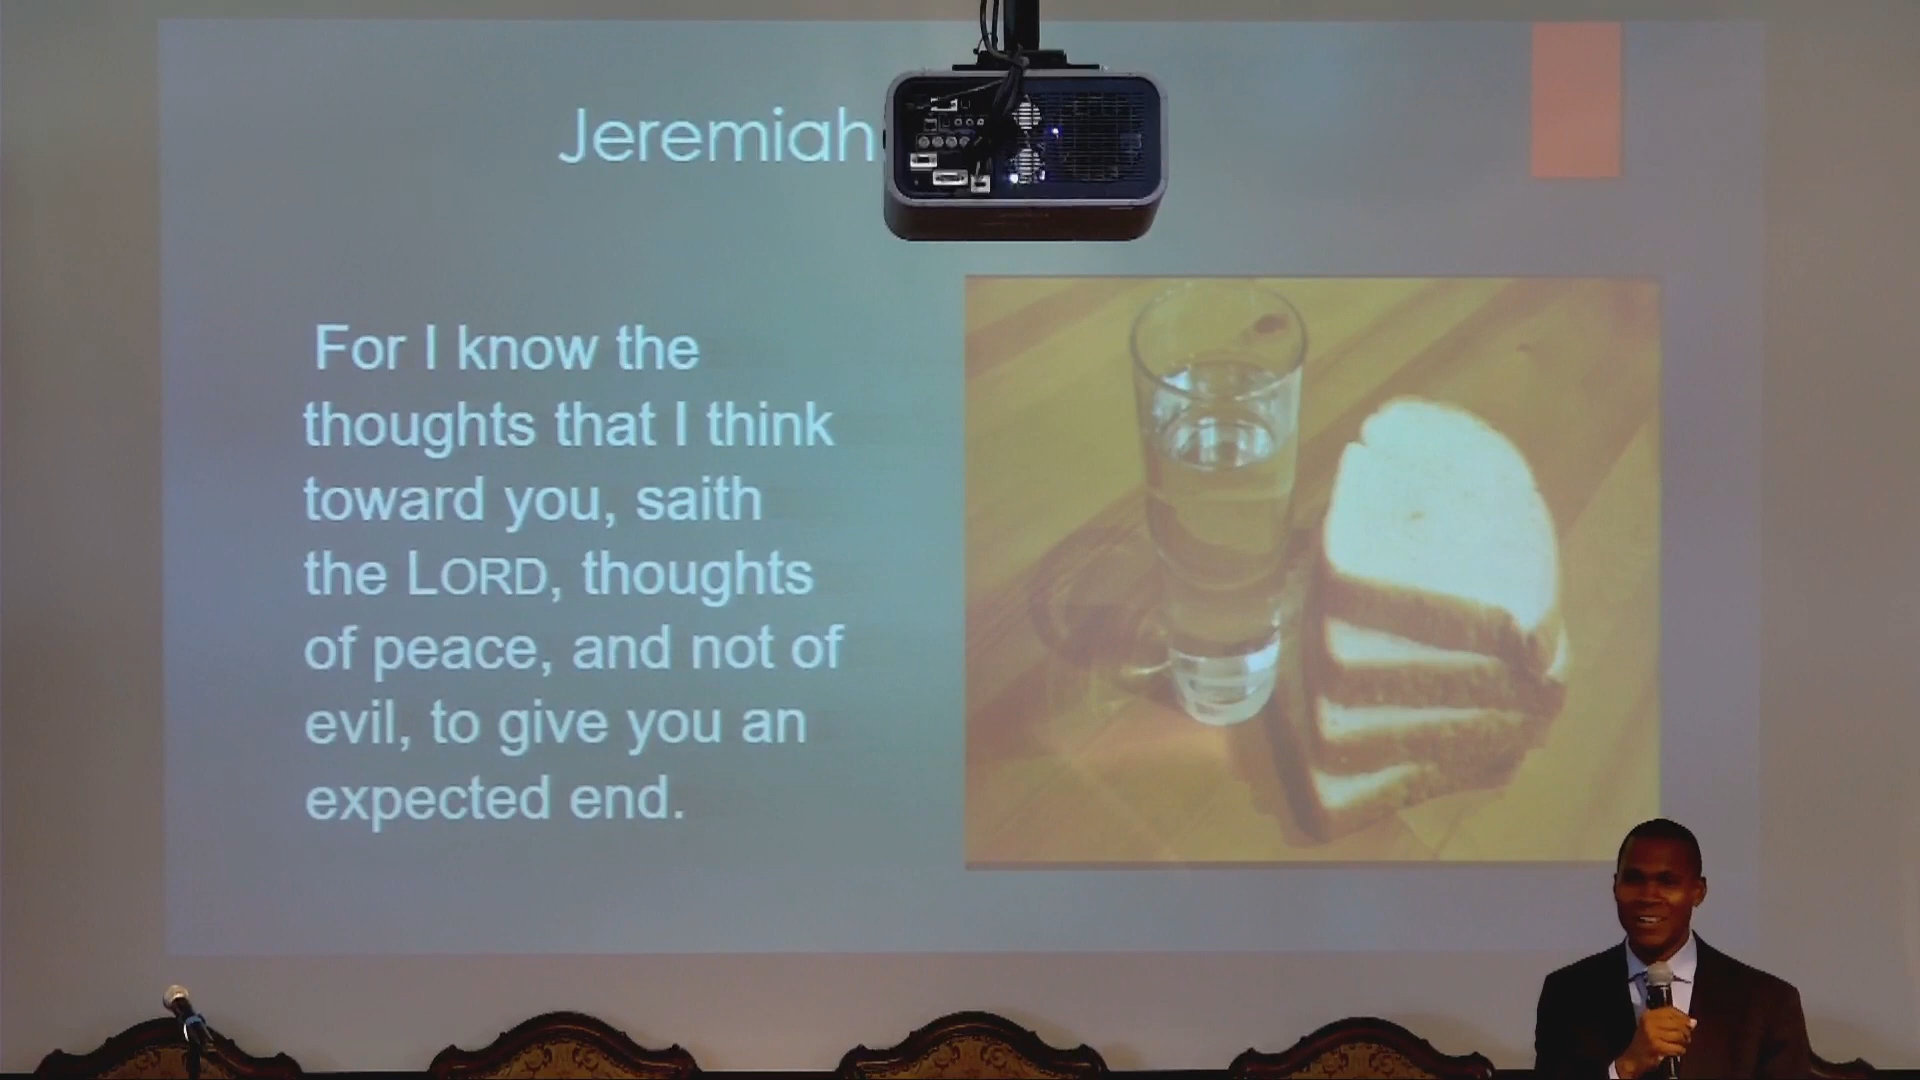 Jeremiah
For I know the
thoughts that I think
toward you, saith
the LORD, thoughts
of peace, and not of
evil, to give you an
expected end.